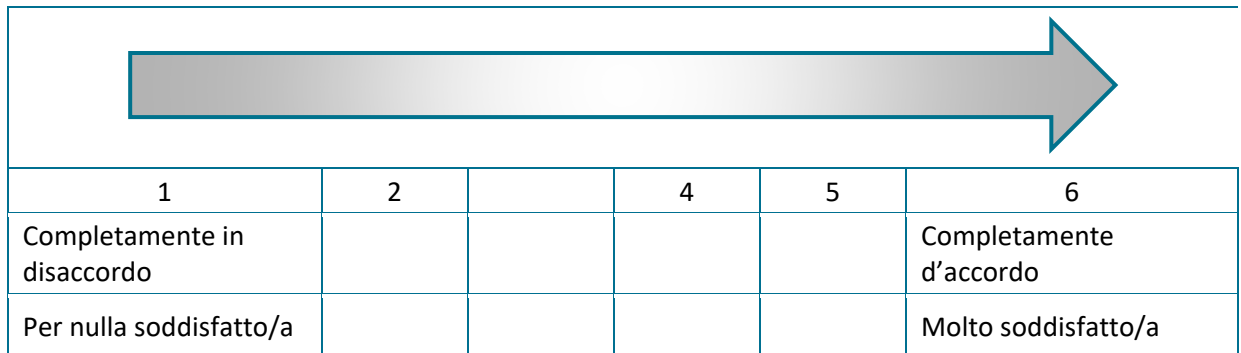 1 2 4 5 6
Completamente in
disaccordo
Completamente
d’accordo
Per nulla soddisfatto/a Molto soddisfatto/a